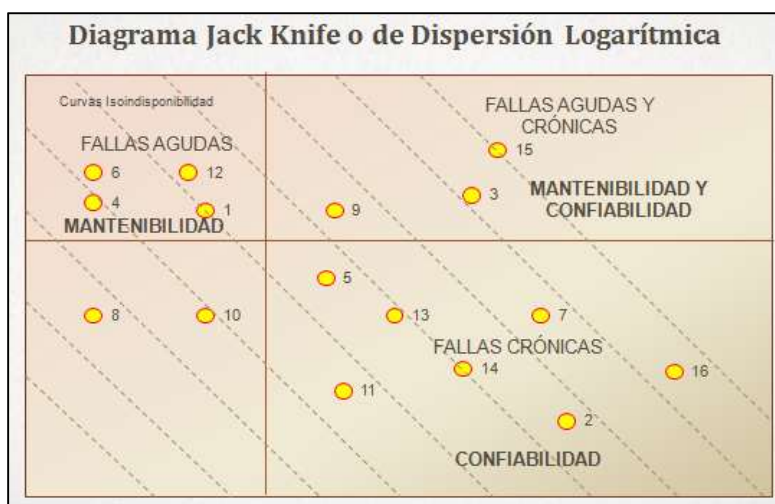 Diagrama Jack Knife o de Dispersión Logarítmica
Curvas Isoindisponibilidad
FALLAS AGUDAS
FALLAS AGUDAS Y
CRÓNICAS
15
6
12
4
1
MANTENIBILIDAD
9
3
MANTENIBILIDAD Y
CONFIABILIDAD
5
8
10
13
7
FALLAS CRÓNICAS
14
16
11
2
CONFIABILIDAD